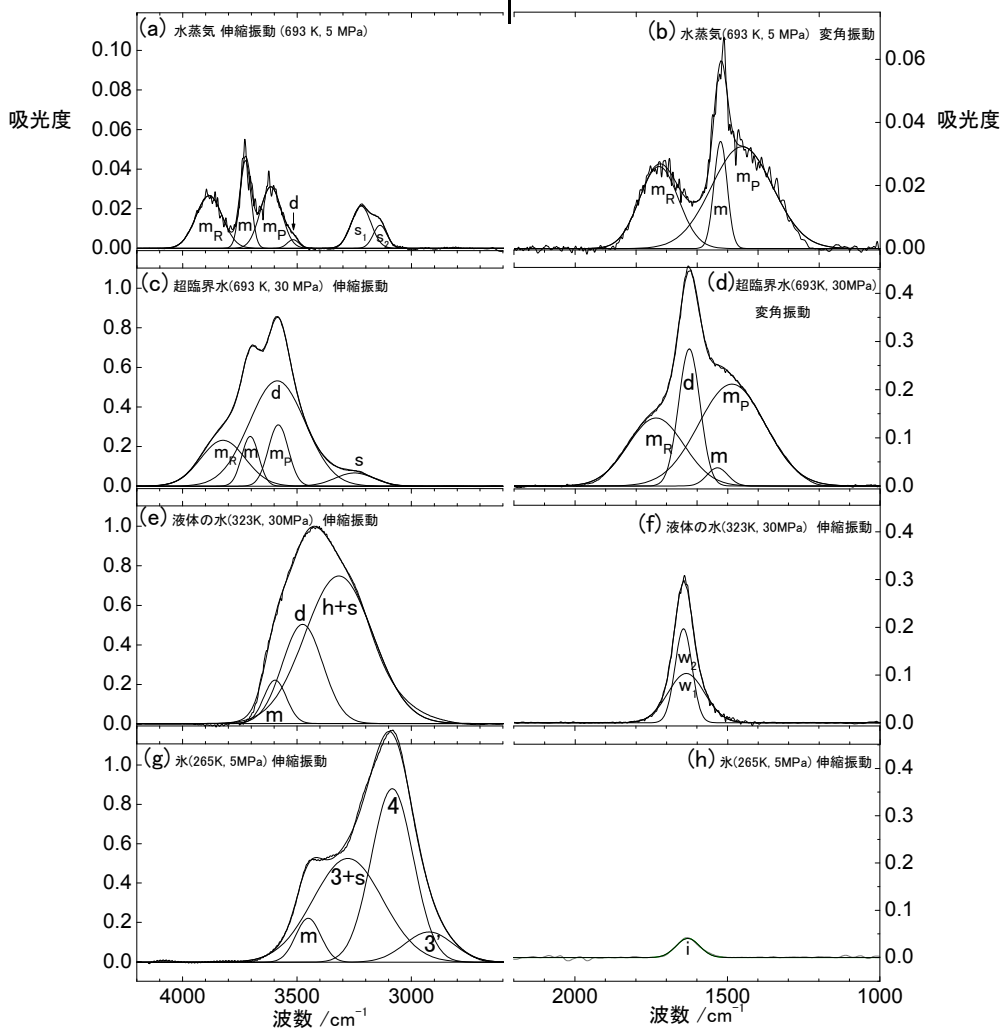 (a) 水蒸気 伸縮振動 (693 K, 5 MPa)
0.10
0.08
0.06
0.04
0.02
0.00
吸光度
mR
m
mP
d
s1
s2
(b) 水蒸気(693 K, 5 MPa) 変角振動
0.06
0.04
0.02
0.00
吸光度
mR
m
mP
(c) 超臨界水(693 K, 30 MPa) 伸縮振動
1.0
0.8
0.6
0.4
0.2
0.0
mR
m
mP
d
s
(d)超臨界水(693K, 30MPa)
変角振動
0.4
0.3
0.2
0.1
0.0
mR
d
m
mP
(e) 液体の水(323K, 30MPa) 伸縮振動
1.0
0.8
0.6
0.4
0.2
0.0
m
d
h+s
(f) 液体の水(323K, 30MPa) 伸縮振動
0.4
0.3
0.2
0.1
0.0
w2
w1
(g) 氷(265K, 5MPa) 伸縮振動
1.0
0.8
0.6
0.4
0.2
0.0
m
3+s
4
3'
4000 3500 3000
波数 /cm⁻¹
(h) 氷(265K, 5MPa) 伸縮振動
0.4
0.3
0.2
0.1
0.0
i
2000 1500 1000
波数 /cm⁻¹